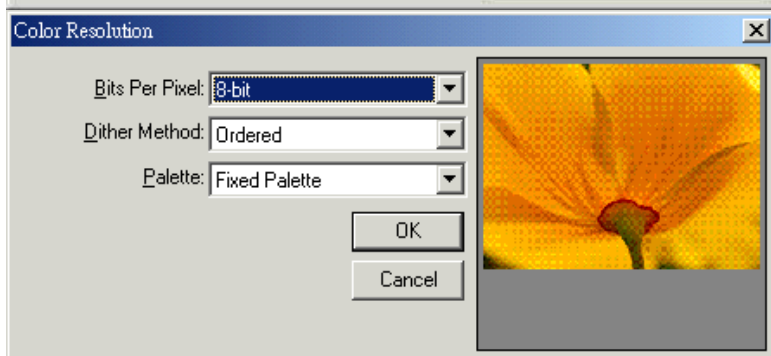 Color Resolution
Bits Per Pixel: 8-bit
Dither Method: Ordered
Palette: Fixed Palette
OK
Cancel